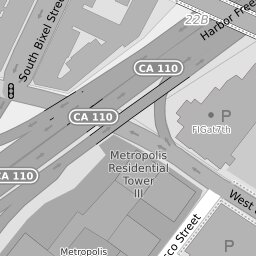 22B
Harbor Free
South Bixel Stree
CA 110
CA 110
P
FIGat7th
Metropolis
Residential
Tower
III
CA 110
West
sco Street
Metropolis
P